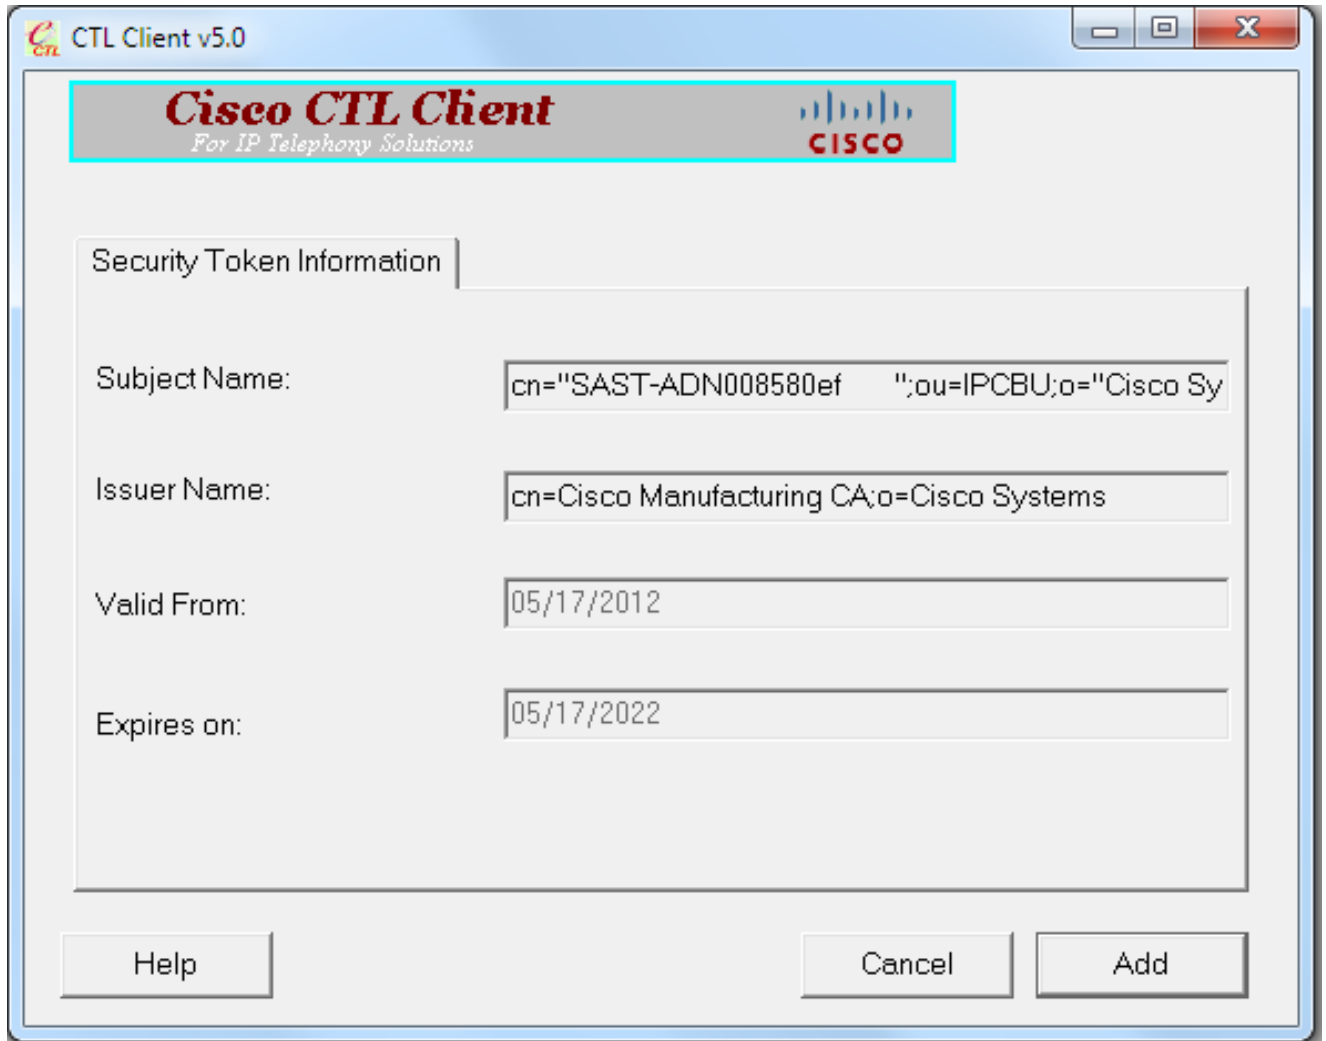 CTL Client v5.0
Cisco CTL Client
For IP Telephony Solutions
CISCO
Security Token Information
Subject Name: cn="SAST-ADN008580ef      ";ou=IPCBU;o="Cisco Sy
Issuer Name: cn=Cisco Manufacturing CA;o=Cisco Systems
Valid From: 05/17/2012
Expires on: 05/17/2022
Help Cancel Add